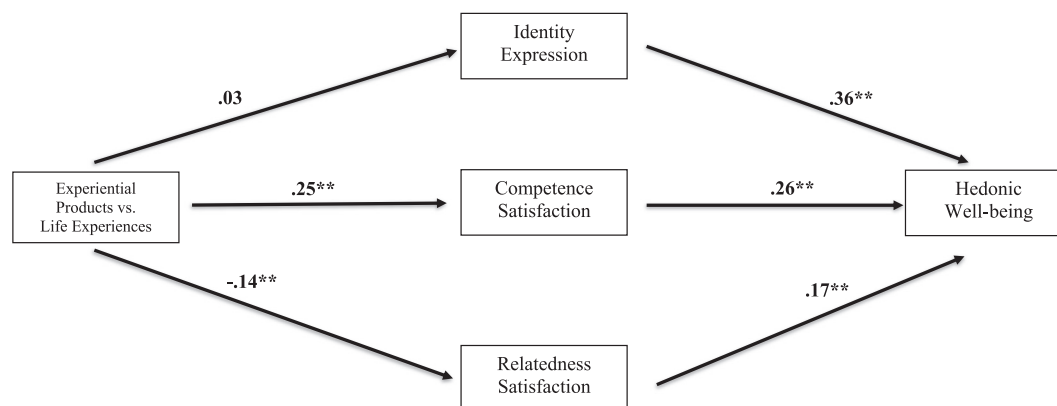 Identity
Expression
.03
.36**
Experiential
Products vs.
Life Experiences
.25**
Competence
Satisfaction
.26**
Hedonic
Well-being
-.14**
.17**
Relatedness
Satisfaction